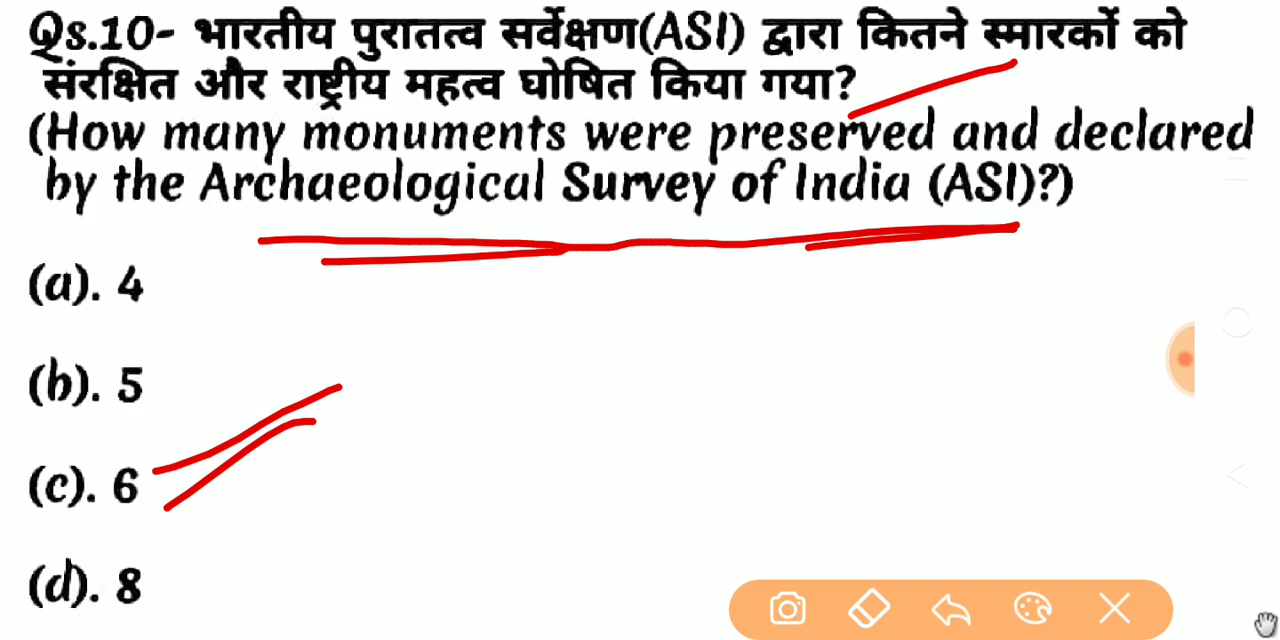 Qs.10- भारतीय पुरातत्व सर्वेक्षण(ASI) द्वारा कितने स्मारकों को
संरक्षित और राष्ट्रीय महत्व घोषित किया गया?
(How many monuments were preserved and declared
by the Archaeological Survey of India (ASI)?)
(a). 4
(b). 5
(c). 6
(d). 8